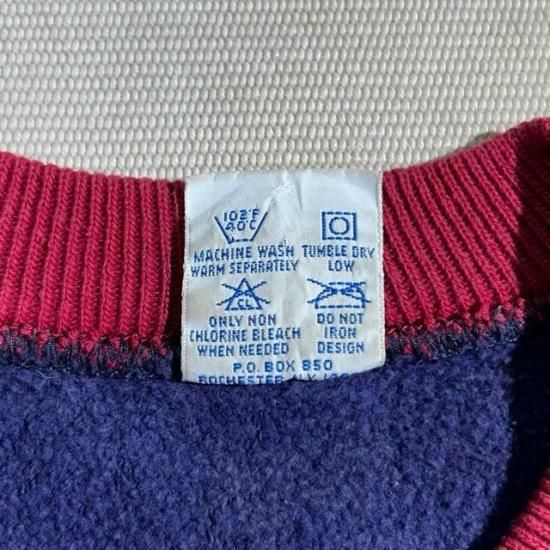 102°F
40°C
MACHINE WASH
WARM SEPARATELY
TUMBLE DRY
LOW
CL
ONLY NON
CHLORINE BLEACH
WHEN NEEDED
DO NOT
IRON
DESIGN
P.O. BOX 850
ROCHESTER, N.Y.